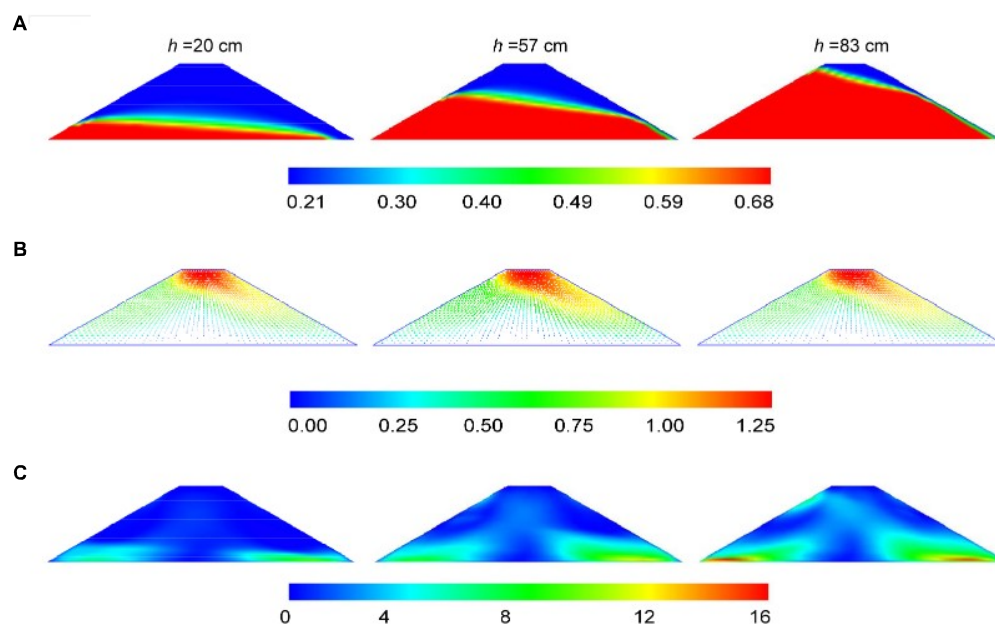 A
h =20 cm h =57 cm h =83 cm
0.21 0.30 0.40 0.49 0.59 0.68
B
0.00 0.25 0.50 0.75 1.00 1.25
C
0 4 8 12 16